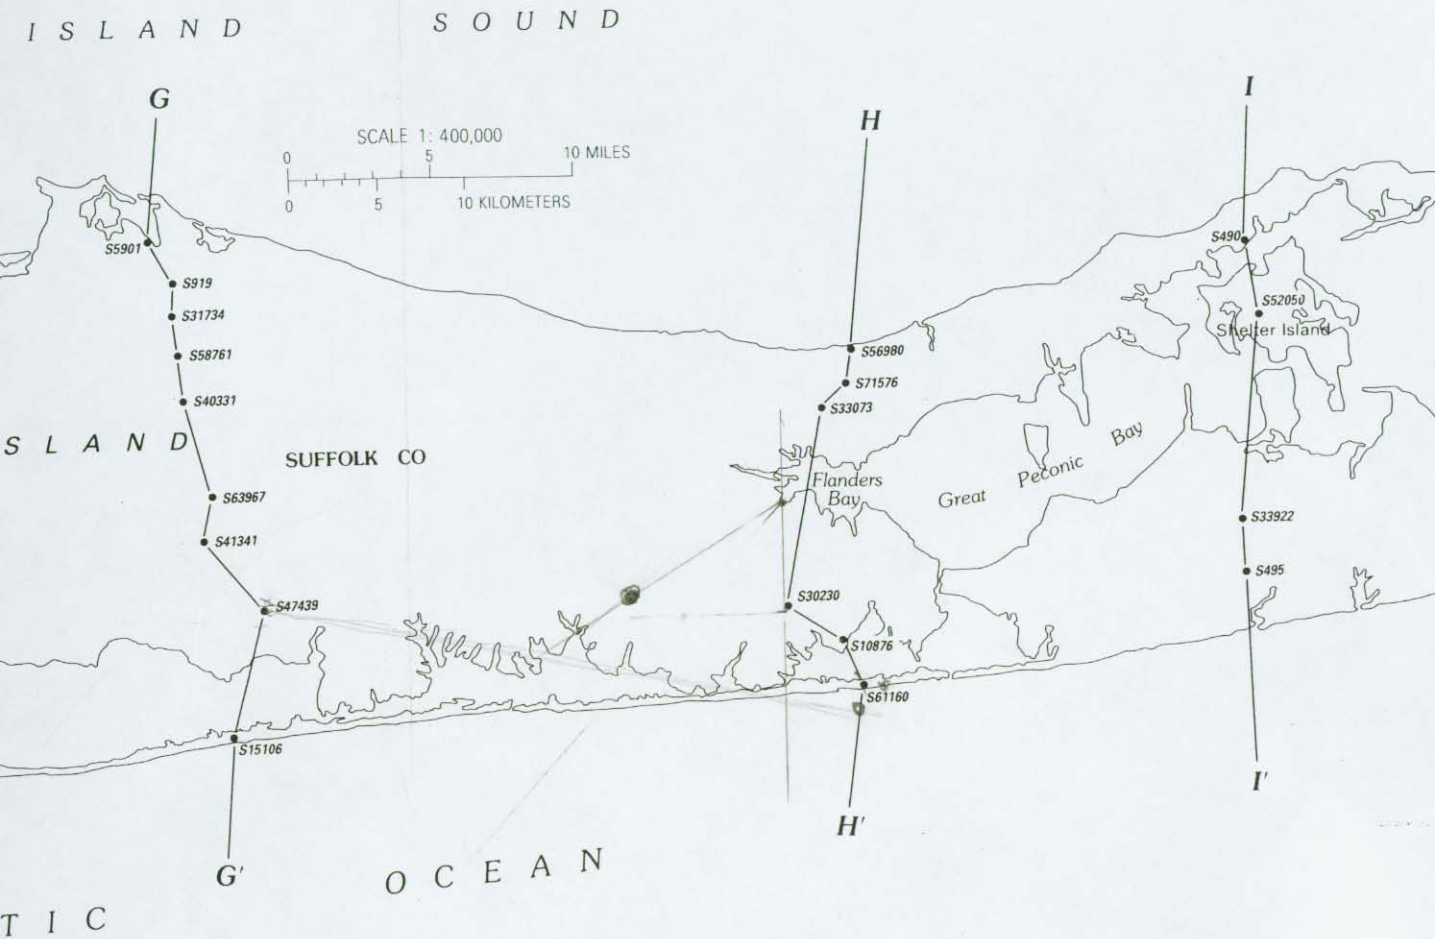 ISLAND SOUND
G
H
I
SCALE 1: 400,000
0 5 10 MILES
0 5 10 KILOMETERS
S5901
S919
S31734
S58761
S40331
S63967
S41341
S47439
S15106
G'
SLAND
SUFFOLK CO
S56980
S71576
S33073
Flanders
Bay
S30230
S10876
S61160
H'
Great Peconic Bay
S490
S52050
Shelter Island
S33922
S495
I'
OCEAN
TIC